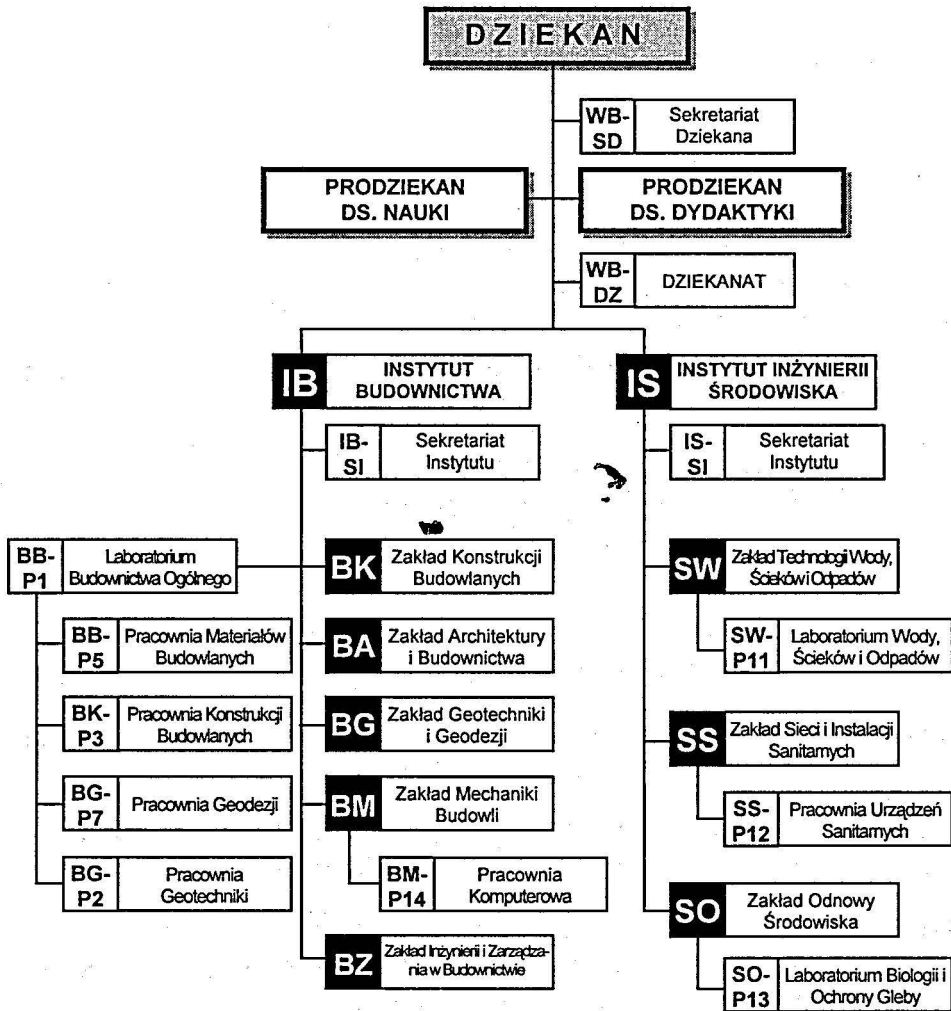 DZIEKAN
WB-
SD
Sekretariat
Dziekana
PRODZIEKAN
DS. NAUKI
PRODZIEKAN
DS. DYDAKTYKI
WB-
DZ
DZIEKANAT
IB
INSTYTUT
BUDOWNICTWA
IS
INSTYTUT INŻYNIERII
ŚRODOWISKA
IB-
SI
Sekretariat
Instytutu
IS-
SI
Sekretariat
Instytutu
BB-
P1
Laboratorium
Budownictwa Ogólnego
BB-
P5
Pracownia Materiałów
Budowlanych
BK-
P3
Pracownia Konstrukcji
Budowlanych
BG-
P7
Pracownia Geodezji
BG-
P2
Pracownia
Geotechniki
BK
Zakład Konstrukcji
Budowlanych
BA
Zakład Architektury
i Budownictwa
BG
Zakład Geotechniki
i Geodezji
BM
Zakład Mechaniki
Budowli
BM-
P14
Pracownia
Komputerowa
BZ
Zakład Inżynierii i Zarządza-
nia w Budownictwie
SW
Zakład Technologii Wody,
Ścieków i Odpadów
SW-
P11
Laboratorium Wody,
Ścieków i Odpadów
SS
Zakład Sieci i Instalacji
Sanitarnych
SS-
P12
Pracownia Urządzeń
Sanitarnych
SO
Zakład Odnowy
Środowiska
SO-
P13
Laboratorium Biologii i
Ochrony Gleby